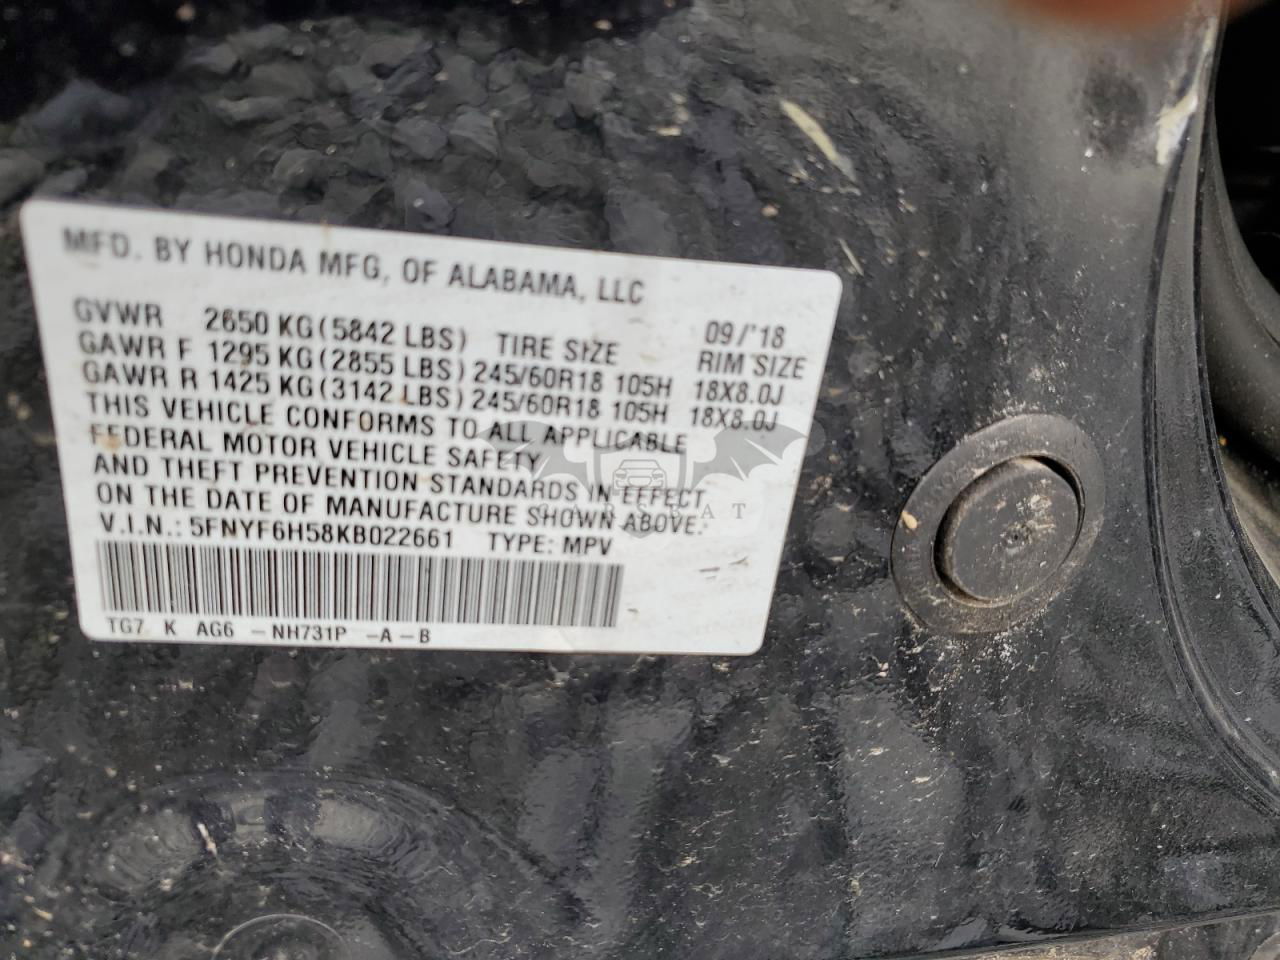 MFD. BY HONDA MFG, OF ALABAMA, LLC
09/'18
GVWR 2650 KG(5842 LBS) TIRE SIZE RIM SIZE
GAWR F 1295 KG(2855 LBS) 245/60R18 105H 18X8.0J
GAWR R 1425 KG(3142 LBS) 245/60R18 105H 18X8.0J
THIS VEHICLE CONFORMS TO ALL APPLICABLE
FEDERAL MOTOR VEHICLE SAFETY
AND THEFT PREVENTION STANDARDS IN EFFECT
ON THE DATE OF MANUFACTURE SHOWN ABOVE.
V.I.N.: 5FNYF6H58KB022661 TYPE: MPV
TG7 K AG6 -NH731P -A-B
CARSBAT